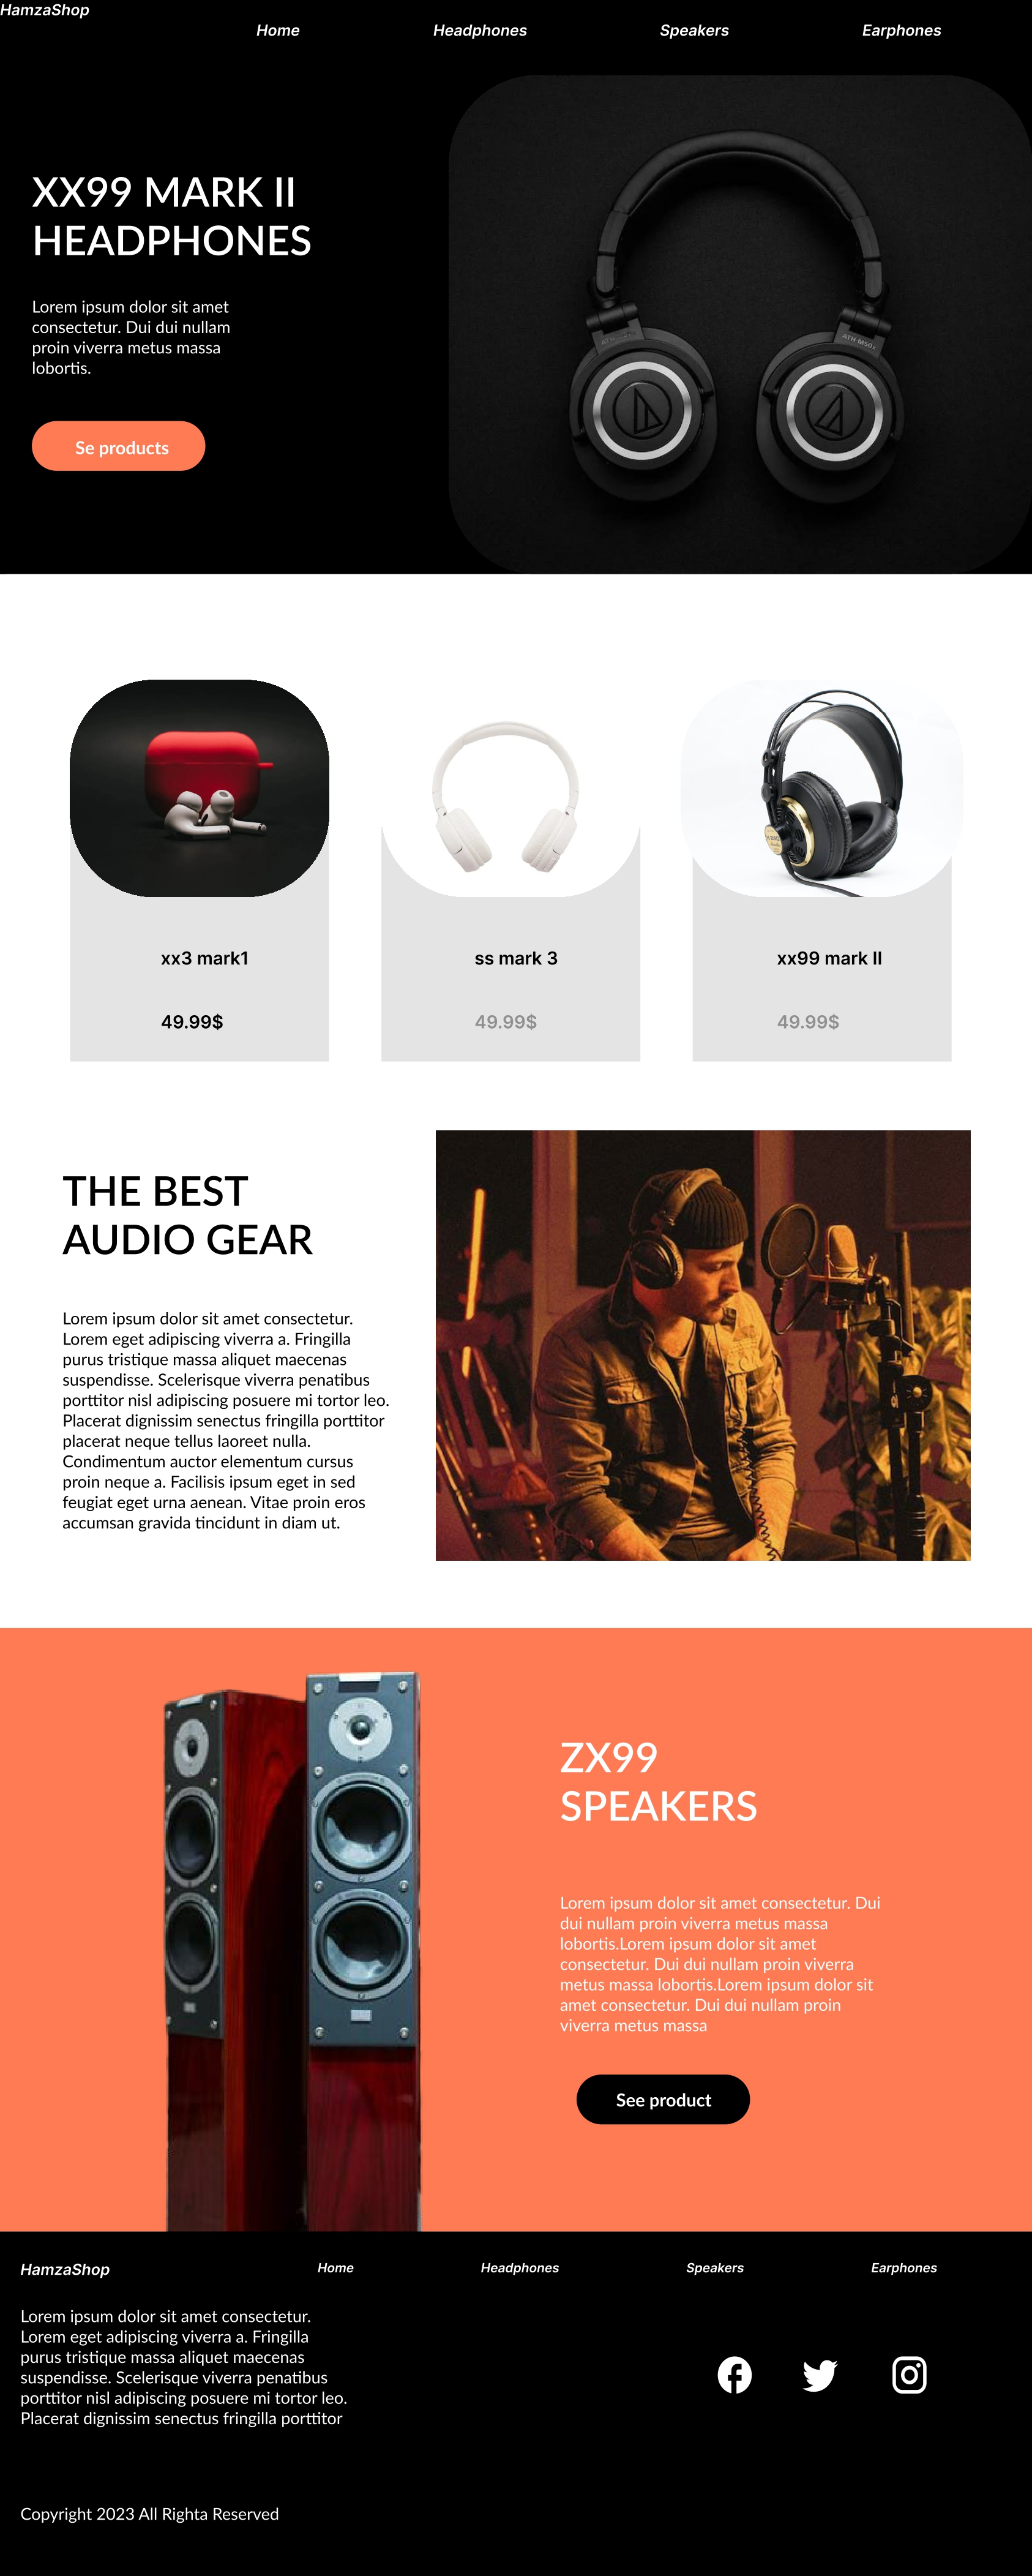 HamzaShop
Home Headphones Speakers Earphones
XX99 MARK II
HEADPHONES
Lorem ipsum dolor sit amet
consectetur. Dui dui nullam
proin viverra metus massa
lobortis.
Se products
ATH M50x
xx3 mark1
49.99$
ss mark 3
49.99$
xx99 mark II
49.99$
THE BEST
AUDIO GEAR
Lorem ipsum dolor sit amet consectetur.
Lorem eget adipiscing viverra a. Fringilla
purus tristique massa aliquet maecenas
suspendisse. Scelerisque viverra penatibus
porttitor nisl adipiscing posuere mi tortor leo.
Placerat dignissim senectus fringilla porttitor
placerat neque tellus laoreet nulla.
Condimentum auctor elementum cursus
proin neque a. Facilisis ipsum eget in sed
feugiat eget urna aenean. Vitae proin eros
accumsan gravida tincidunt in diam ut.
ZX99
SPEAKERS
Lorem ipsum dolor sit amet consectetur. Dui
dui nullam proin viverra metus massa
lobortis.Lorem ipsum dolor sit amet
consectetur. Dui dui nullam proin viverra
metus massa lobortis.Lorem ipsum dolor sit
amet consectetur. Dui dui nullam proin
viverra metus massa
See product
HamzaShop
Home Headphones Speakers Earphones
Lorem ipsum dolor sit amet consectetur.
Lorem eget adipiscing viverra a. Fringilla
purus tristique massa aliquet maecenas
suspendisse. Scelerisque viverra penatibus
porttitor nisl adipiscing posuere mi tortor leo.
Placerat dignissim senectus fringilla porttitor
Copyright 2023 All Righta Reserved